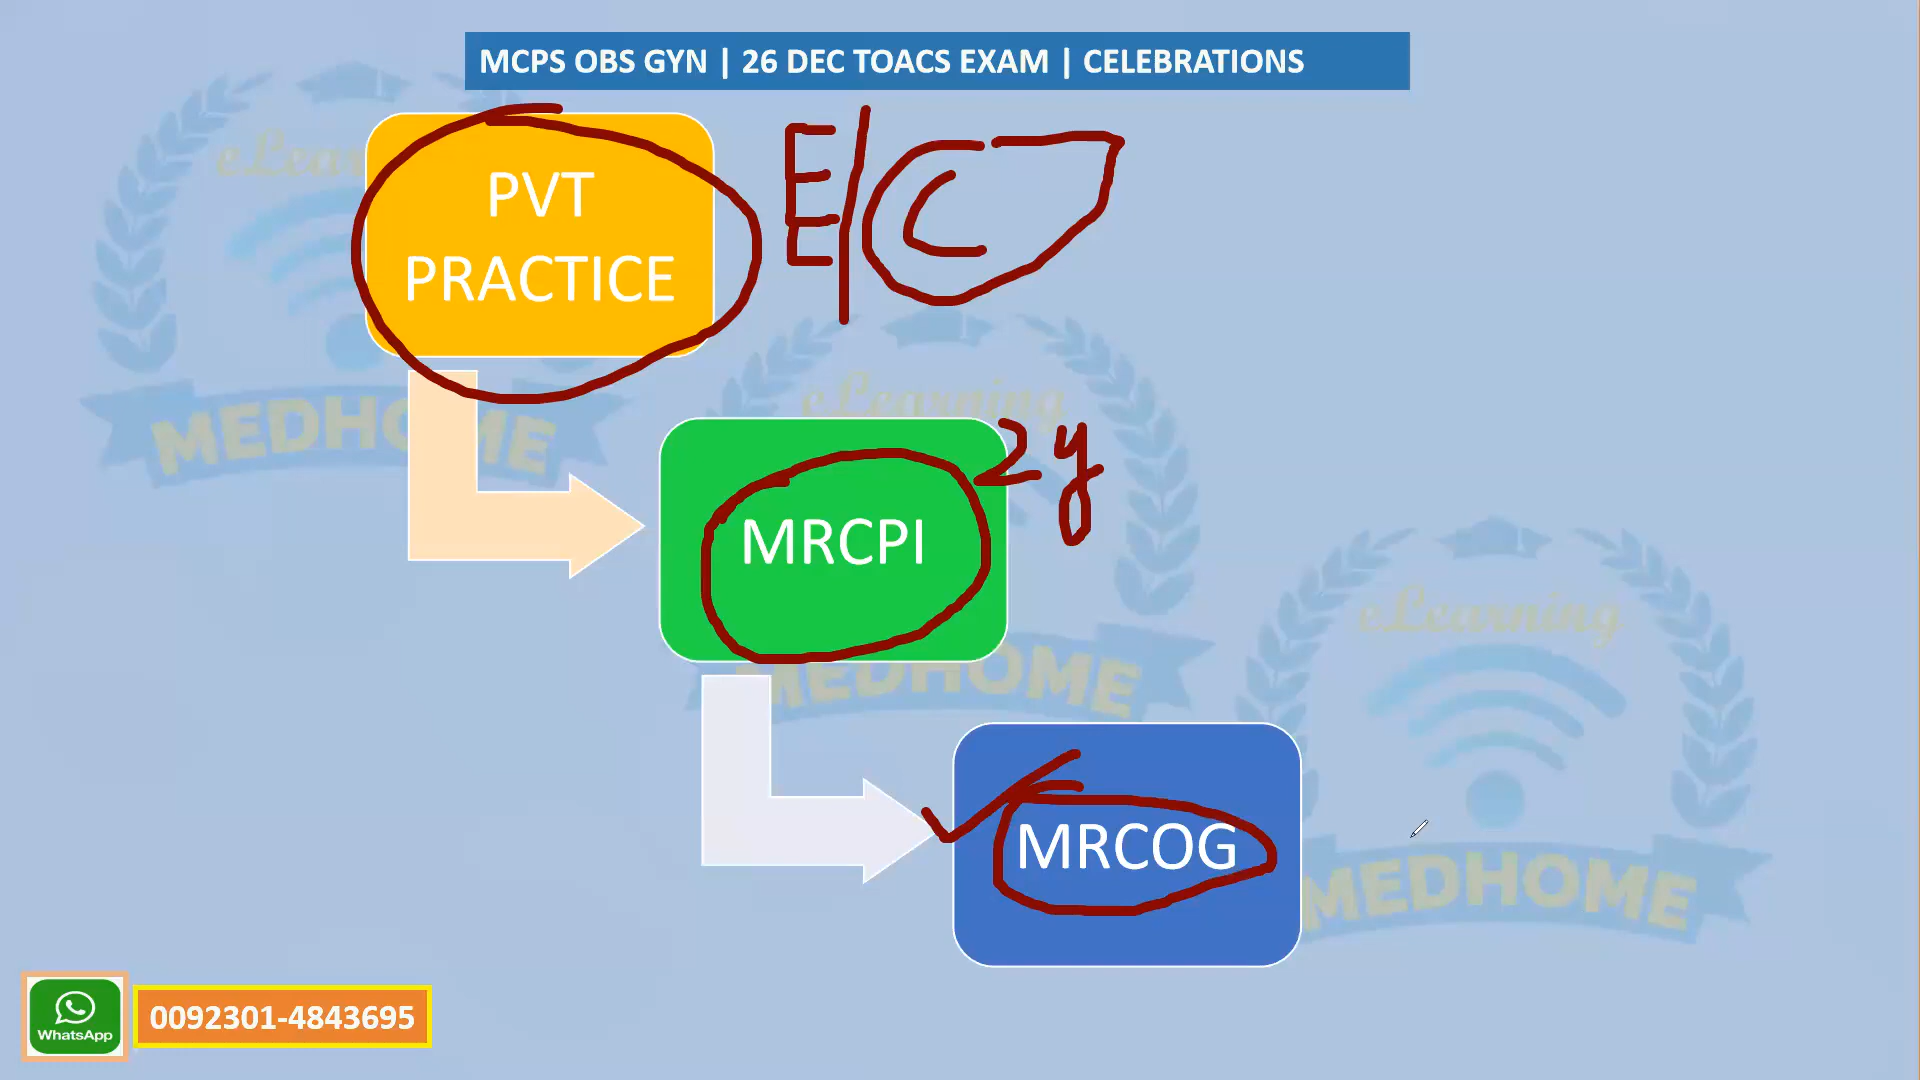 MCPS OBS GYN | 26 DEC TOACS EXAM | CELEBRATIONS
PVT
PRACTICE
E/C
eLearning
MEDHOME
MRCPI
2y
eLearning
MEDHOME
MRCOG
eLearning
MEDHOME
WhatsApp
0092301-4843695